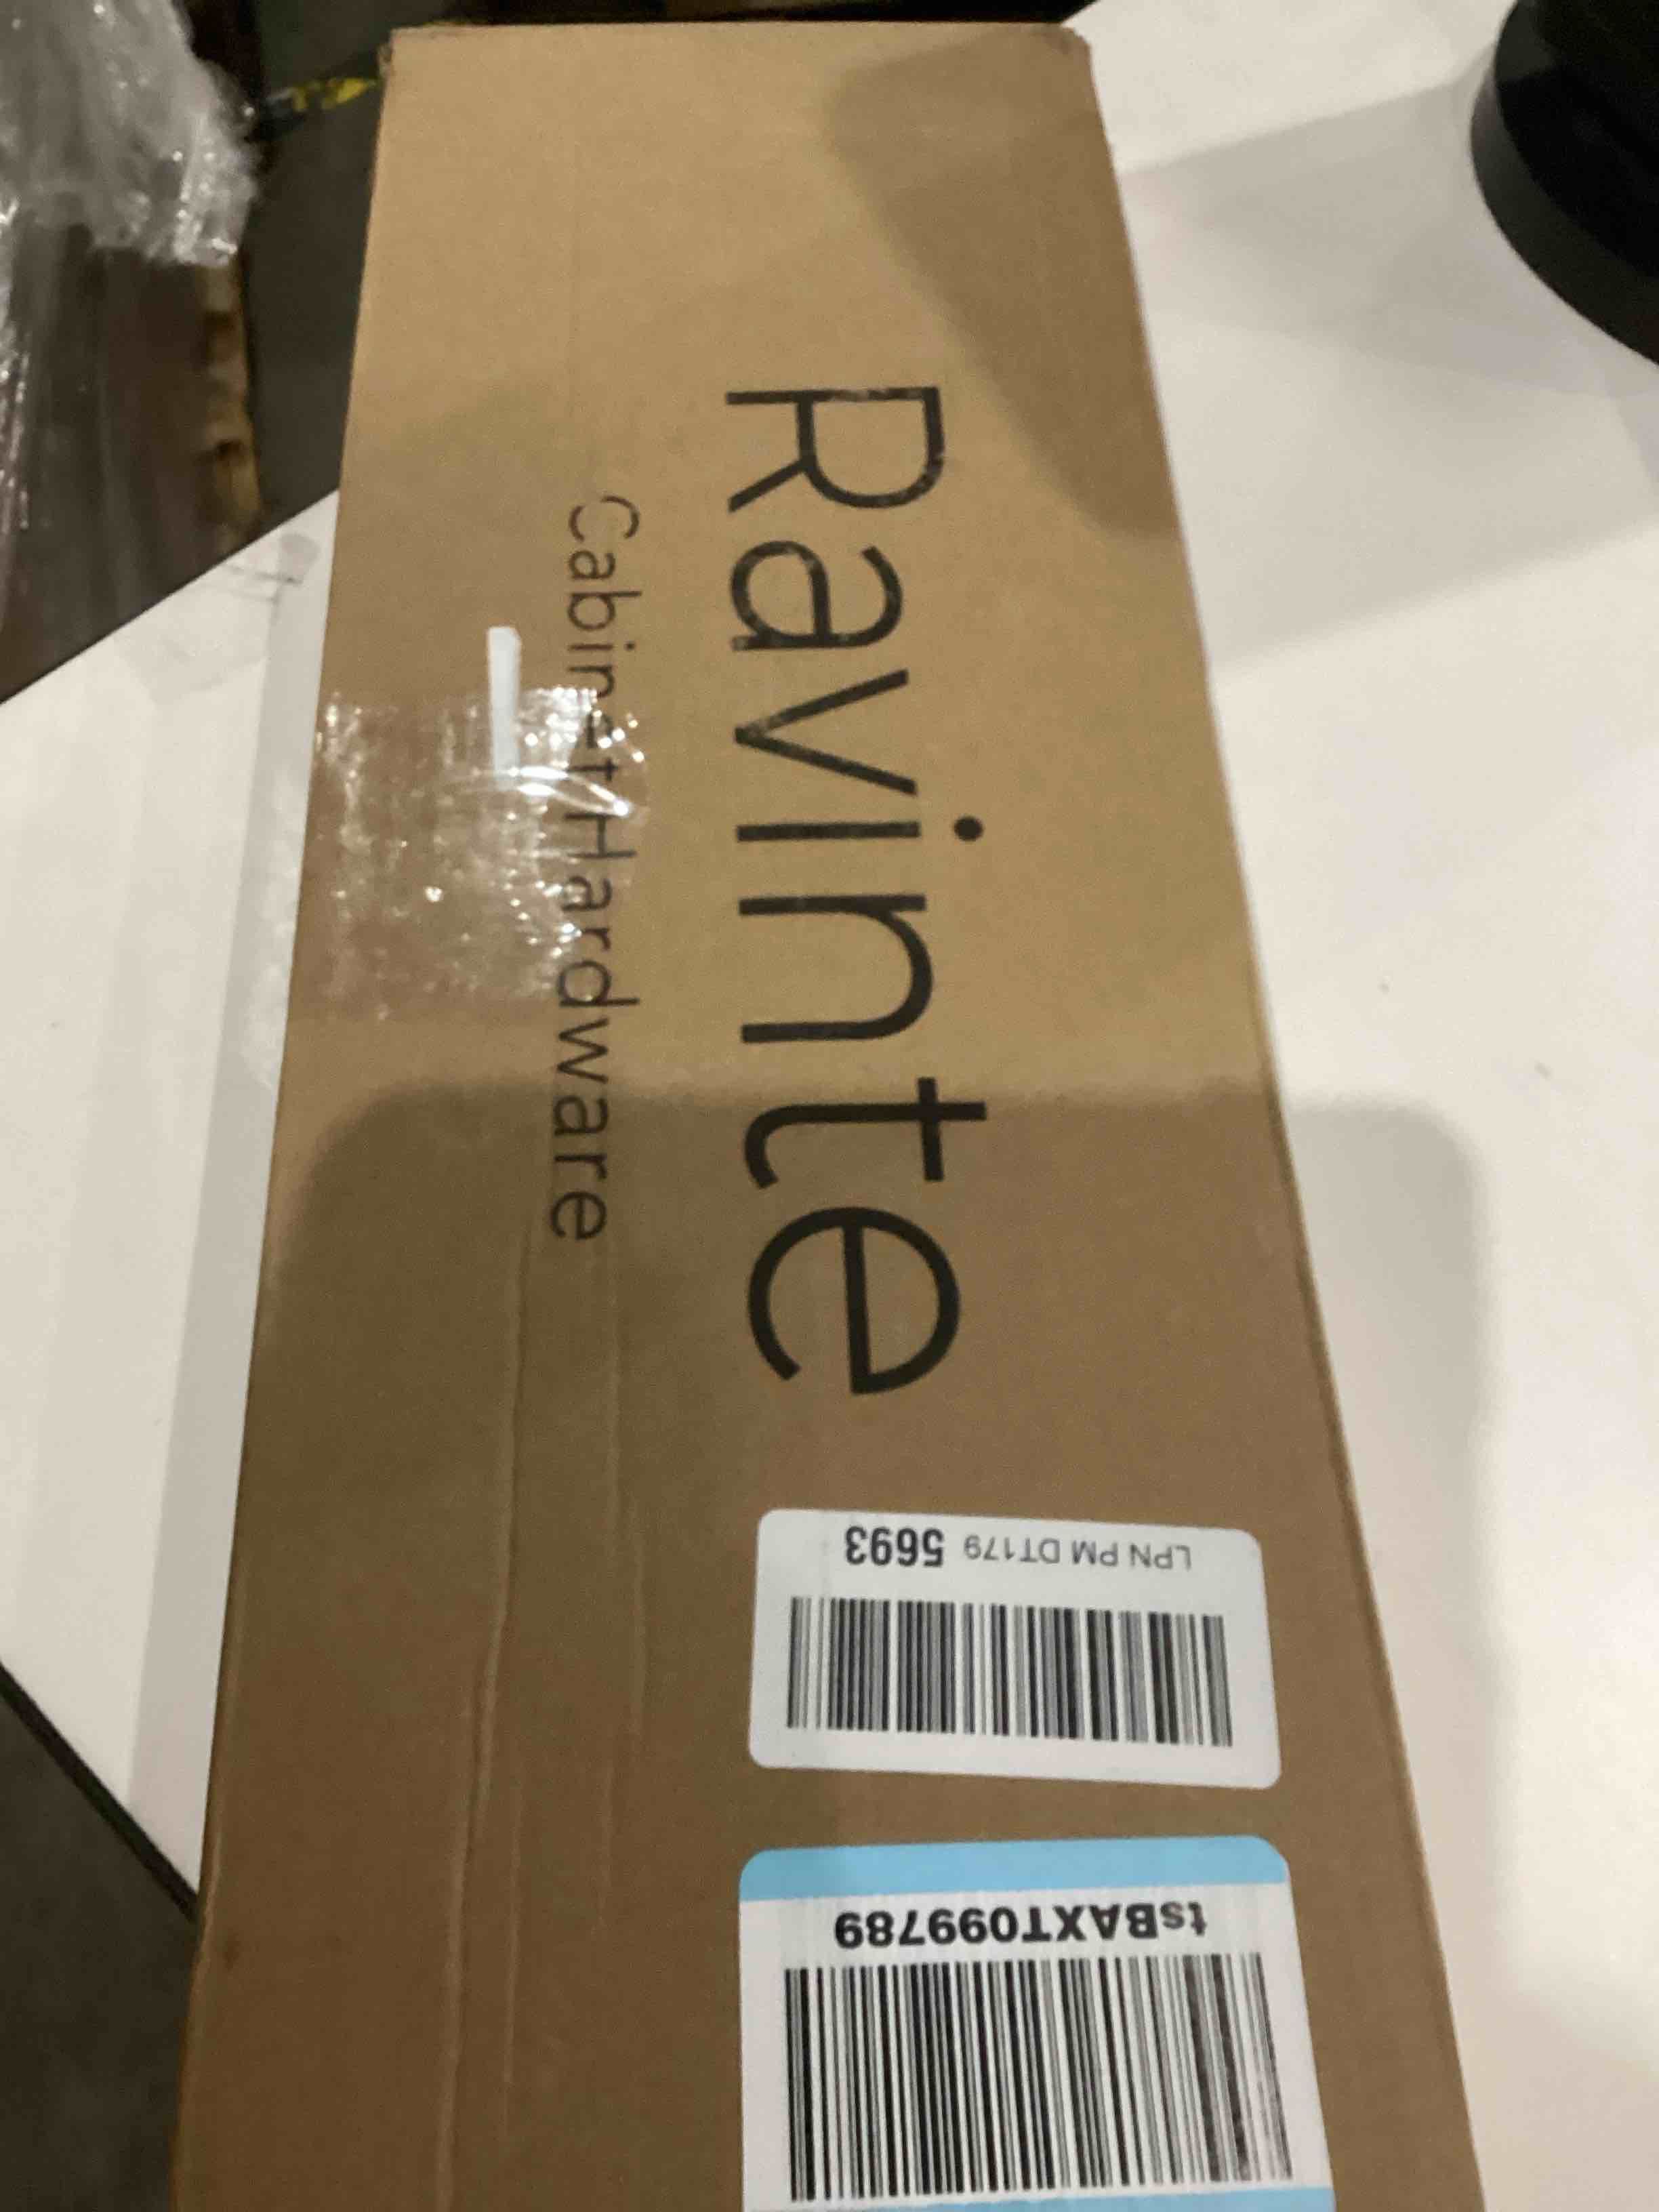 Ravinte
Cabinet Hardware
LPN PM DT179 5693
tsBAXT099789